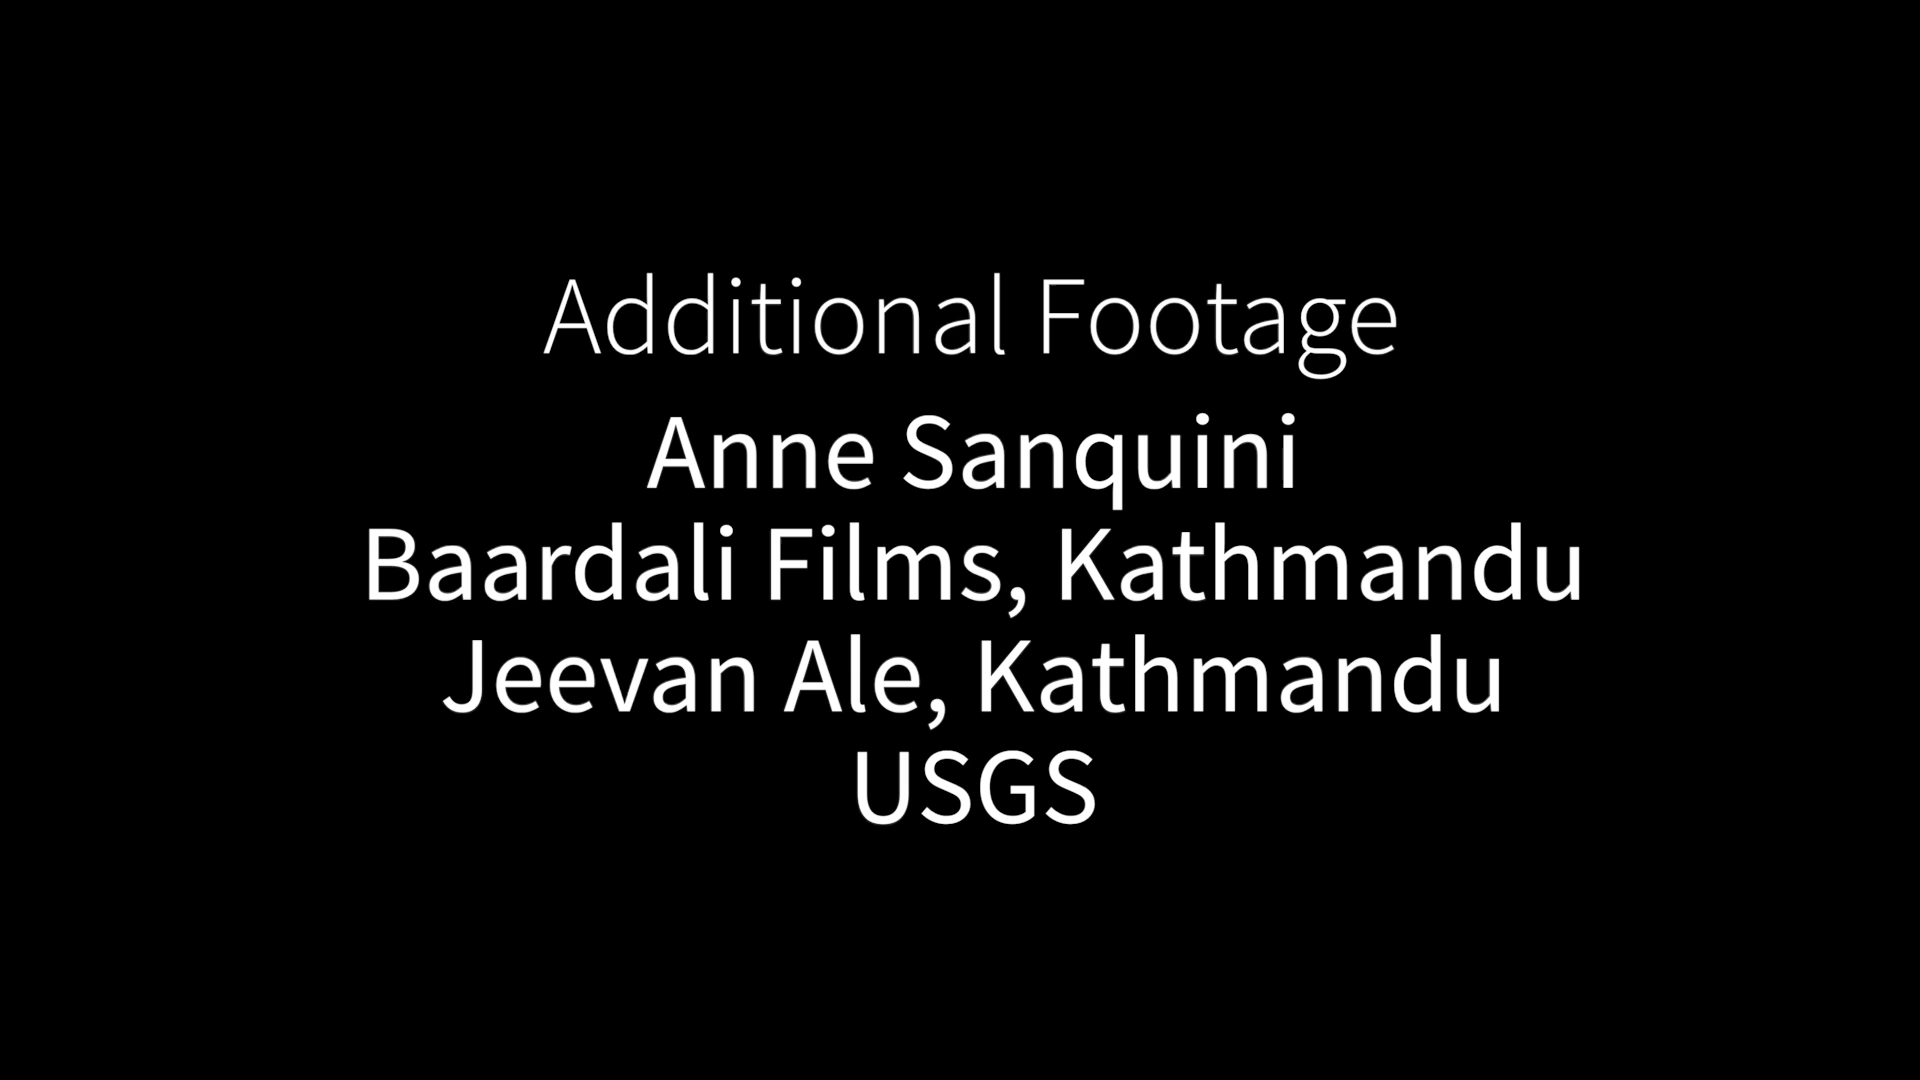 Additional Footage
Anne Sanquini
Baardali Films, Kathmandu
Jeevan Ale, Kathmandu
USGS